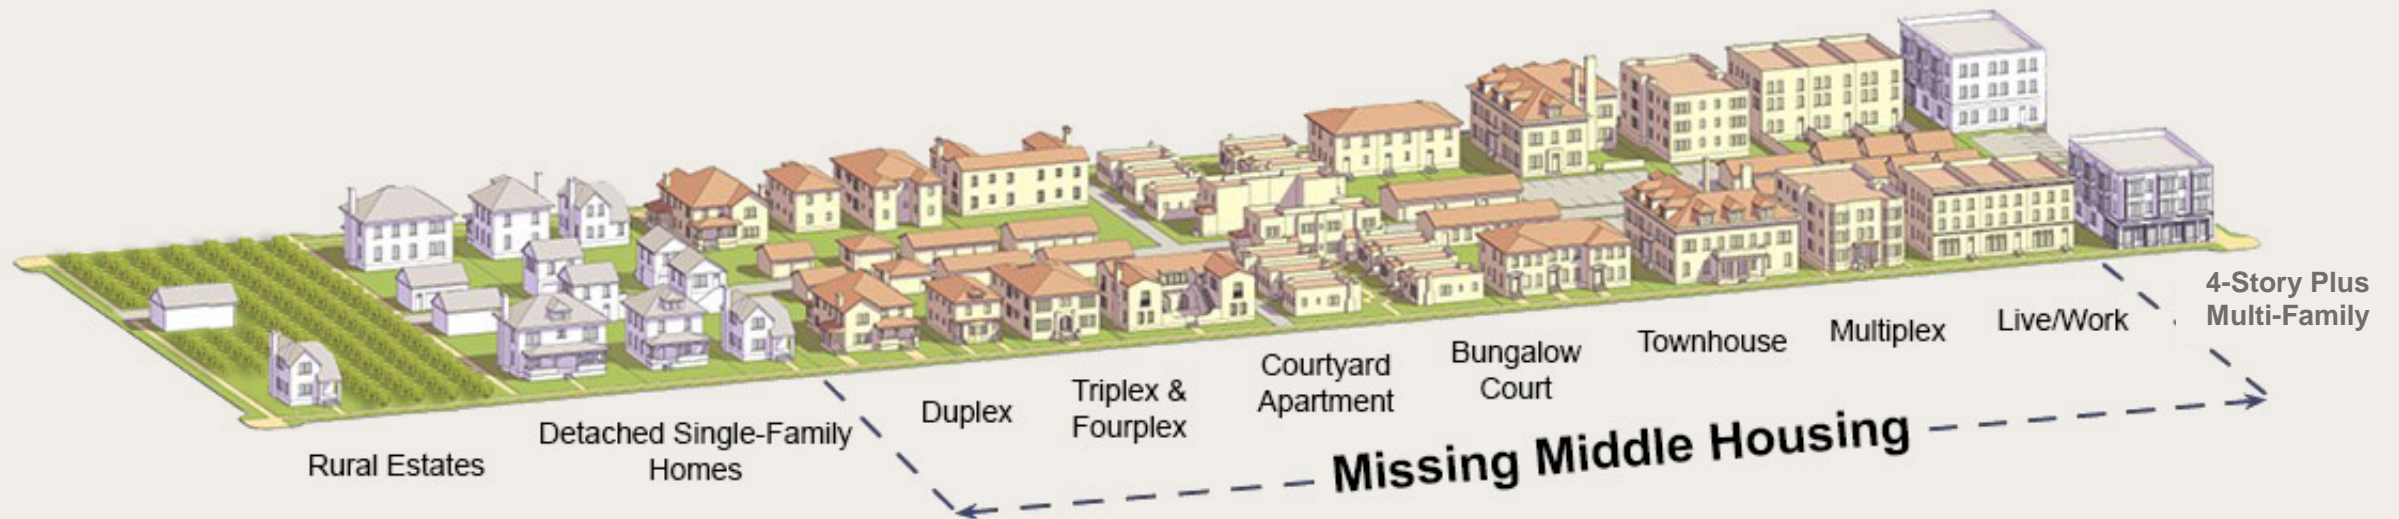 Rural Estates
Detached Single-Family
Homes
Duplex
Triplex &
Fourplex
Courtyard
Apartment
Bungalow
Court
Townhouse
Multiplex
Live/Work
4-Story Plus
Multi-Family
Missing Middle Housing